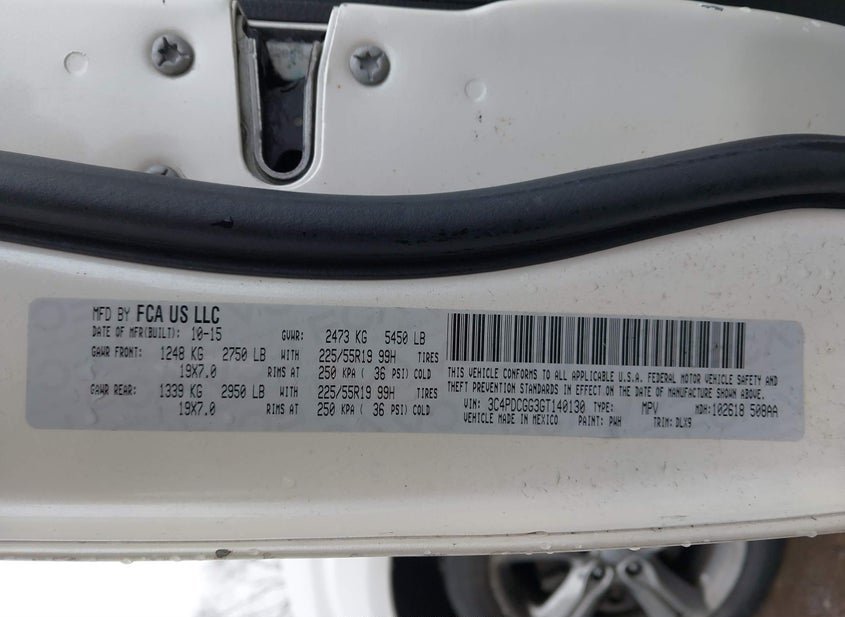 MFD BY FCA US LLC
DATE OF MFR(BUILT): 10-15 GVWR: 2473 KG 5450 LB
GAWR FRONT: 1248 KG 2750 LB WITH 225/55R19 99H TIRES
19X7.0 RIMS AT 250 KPA ( 36 PSI) COLD
GAWR REAR: 1339 KG 2950 LB WITH 225/55R19 99H TIRES
19X7.0 RIMS AT 250 KPA ( 36 PSI) COLD
THIS VEHICLE CONFORMS TO ALL APPLICABLE U.S.A. FEDERAL MOTOR VEHICLE SAFETY AND
THEFT PREVENTION STANDARDS IN EFFECT ON THE DATE OF MANUFACTURE SHOWN ABOVE.
VIN: 3C4PDCGG3GT140130 TYPE: MPV MDH:102618 508AA
VEHICLE MADE IN MEXICO PAINT: PWH TRIM: DLX9